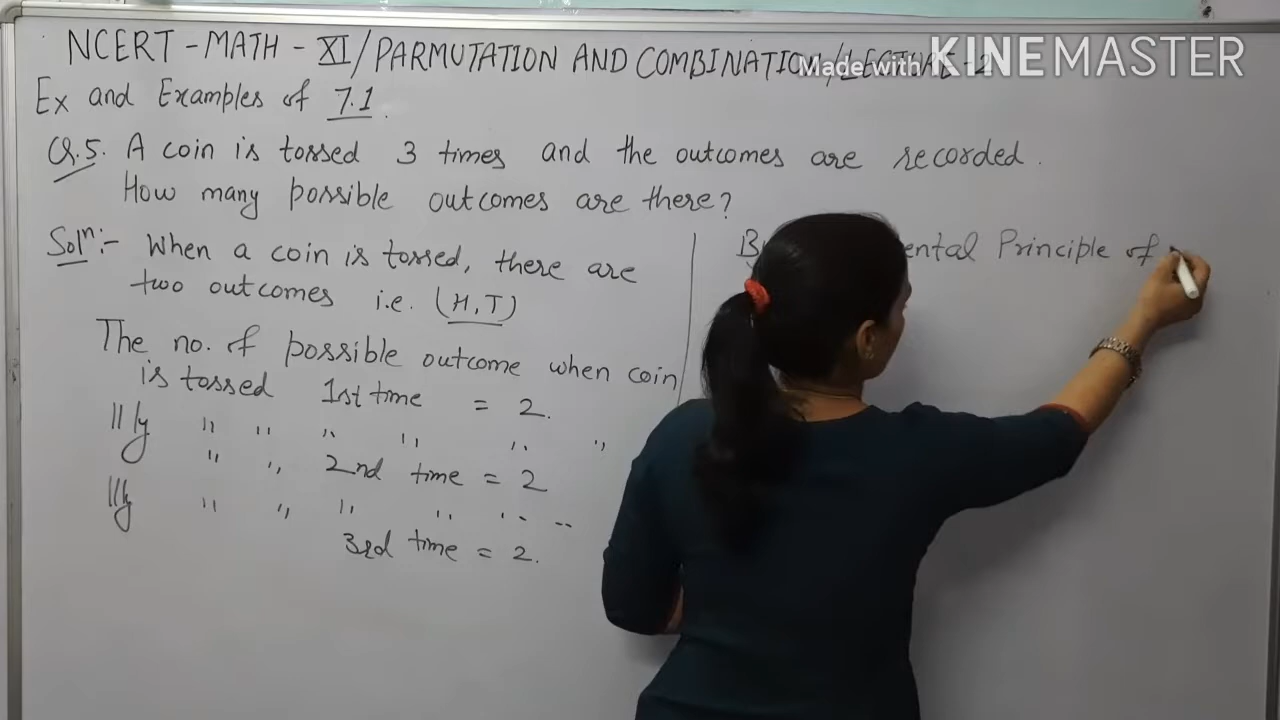 NCERT - MATH - XI / PARMUTATION AND COMBINATION / LECTURE - 2
Made with KINEMASTER
Ex and Examples of 7.1.
Q.5. A coin is tossed 3 times and the outcomes are recorded.
How many possible outcomes are there?
Solⁿ:- When a coin is tossed, there are
two outcomes i.e. (H,T)
The no. of possible outcome when coin
is tossed 1st time = 2.
||ly " " " " " "
" " 2nd time = 2
||ly " " " " " "
3rd time = 2.
ental Principle of